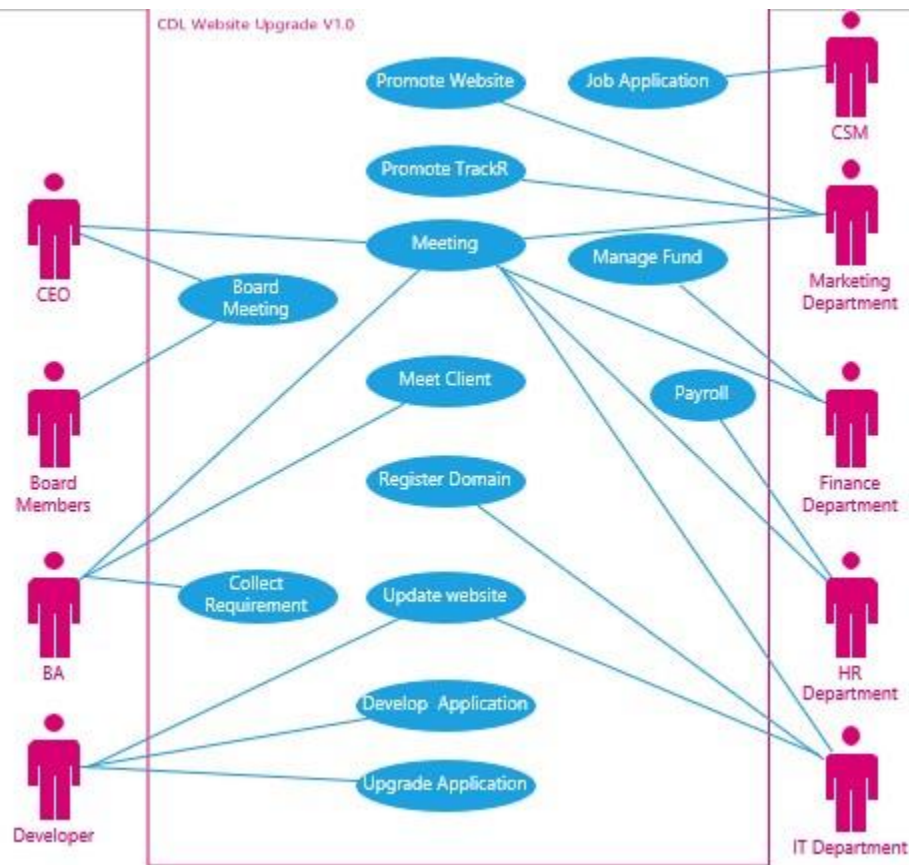 CDL Website Upgrade V1.0
Promote Website
Job Application
CSM
Promote TrackR
Meeting
Manage Fund
Marketing
Department
CEO
Board
Meeting
Meet Client
Payroll
Board
Members
Register Domain
Finance
Department
Collect
Requirement
Update website
BA
HR
Department
Develop  Application
Upgrade Application
Developer
IT Department